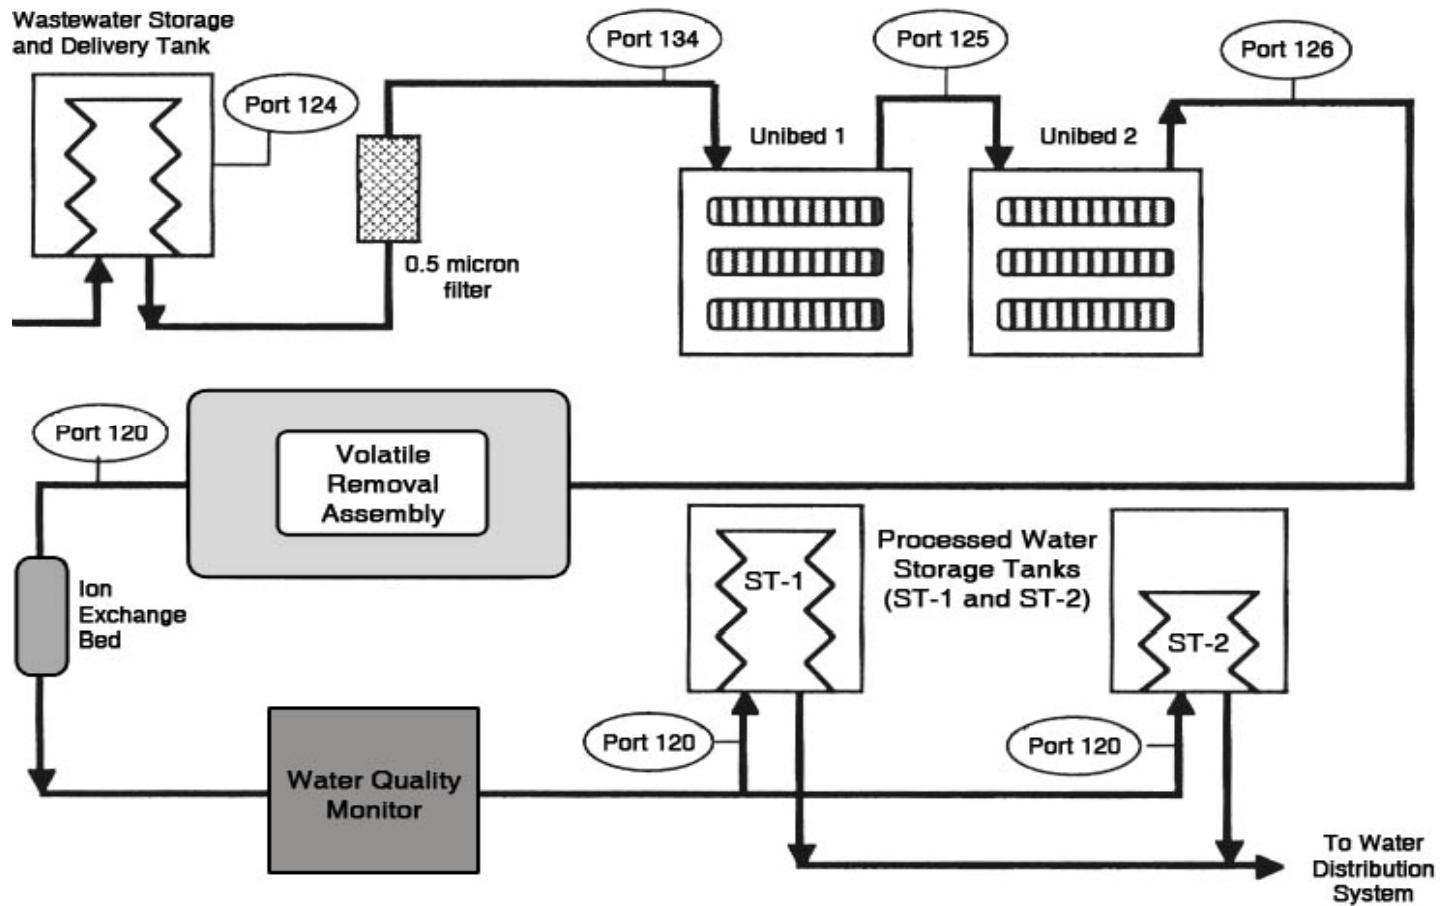 Wastewater Storage
and Delivery Tank
Port 124
Port 134
Port 125
Port 126
Unibed 1
Unibed 2
0.5 micron
filter
Port 120
Volatile
Removal
Assembly
Ion
Exchange
Bed
ST-1
Processed Water
Storage Tanks
(ST-1 and ST-2)
ST-2
Port 120
Port 120
Water Quality
Monitor
To Water
Distribution
System